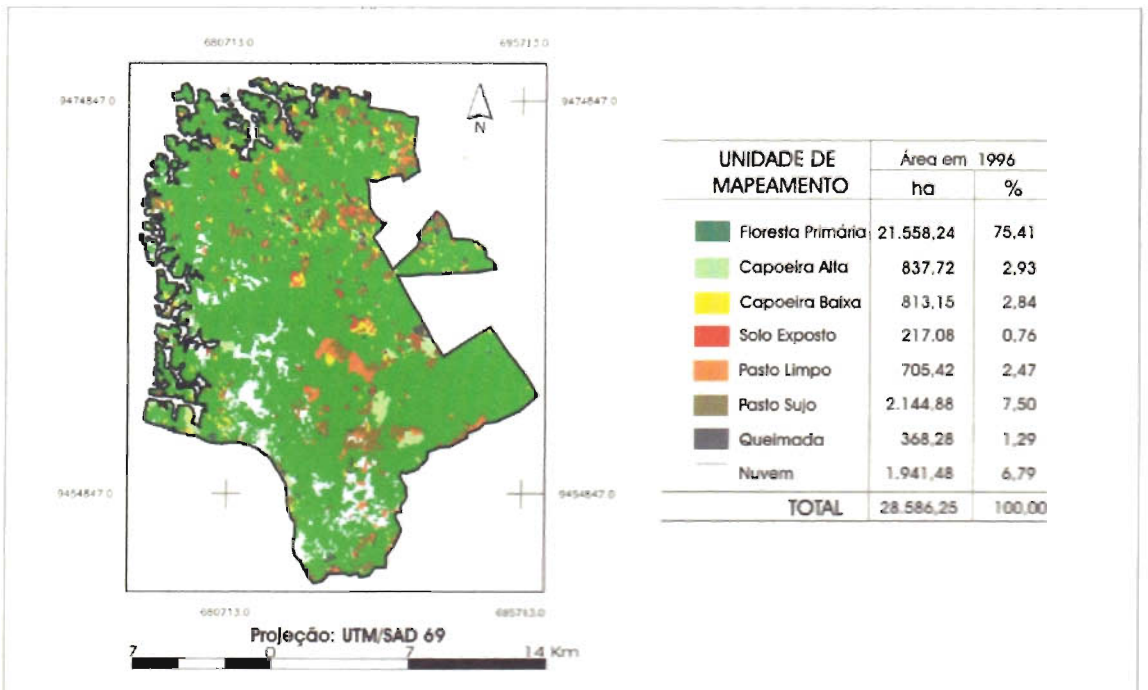 680713.0 695713.0
9474847.0 9474847.0
N
9454847.0 9454847.0
680713.0 695713.0
Projeção: UTM/SAD 69
7 0 7 14 Km
UNIDADE DE MAPEAMENTO Área em 1996
ha %
Floresta Primária 21.558,24 75,41
Capoeira Alta 837,72 2,93
Capoeira Baixa 813,15 2,84
Solo Exposto 217,08 0,76
Pasto Limpo 705,42 2,47
Pasto Sujo 2.144,88 7,50
Queimada 368,28 1,29
Nuvem 1.941,48 6,79
TOTAL 28.586,25 100,00